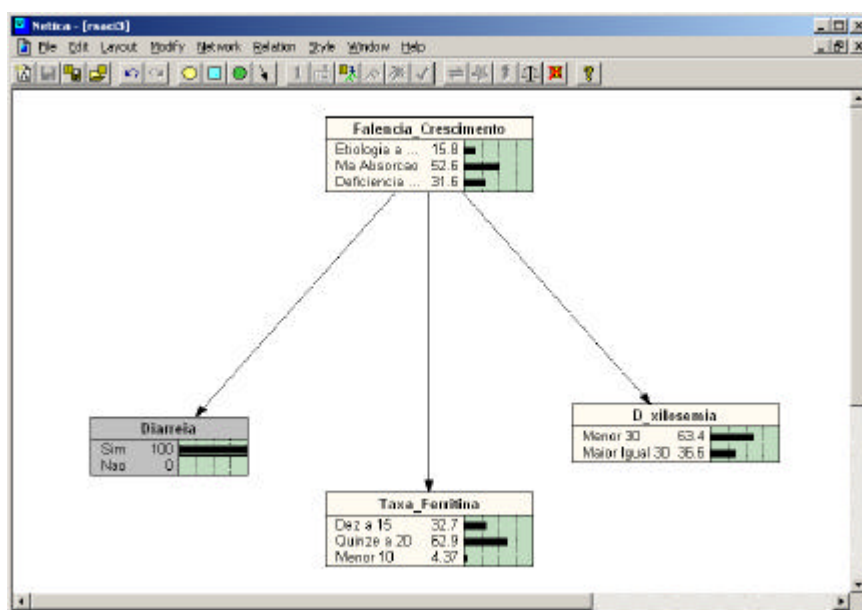 Netica - [rsaci3]
File Edit Layout Modify Network Relation Style Window Help
Falencia_Crescimento
Etiologia a ... 15.8
Ma Absorcao 52.6
Deficiencia ... 31.6
Diarreia
Sim 100
Nao 0
D_xilosemia
Menor 30 63.4
Maior Igual 30 36.6
Taxa_Ferritina
Dez a 15 32.7
Quinze a 20 62.9
Menor 10 4.37